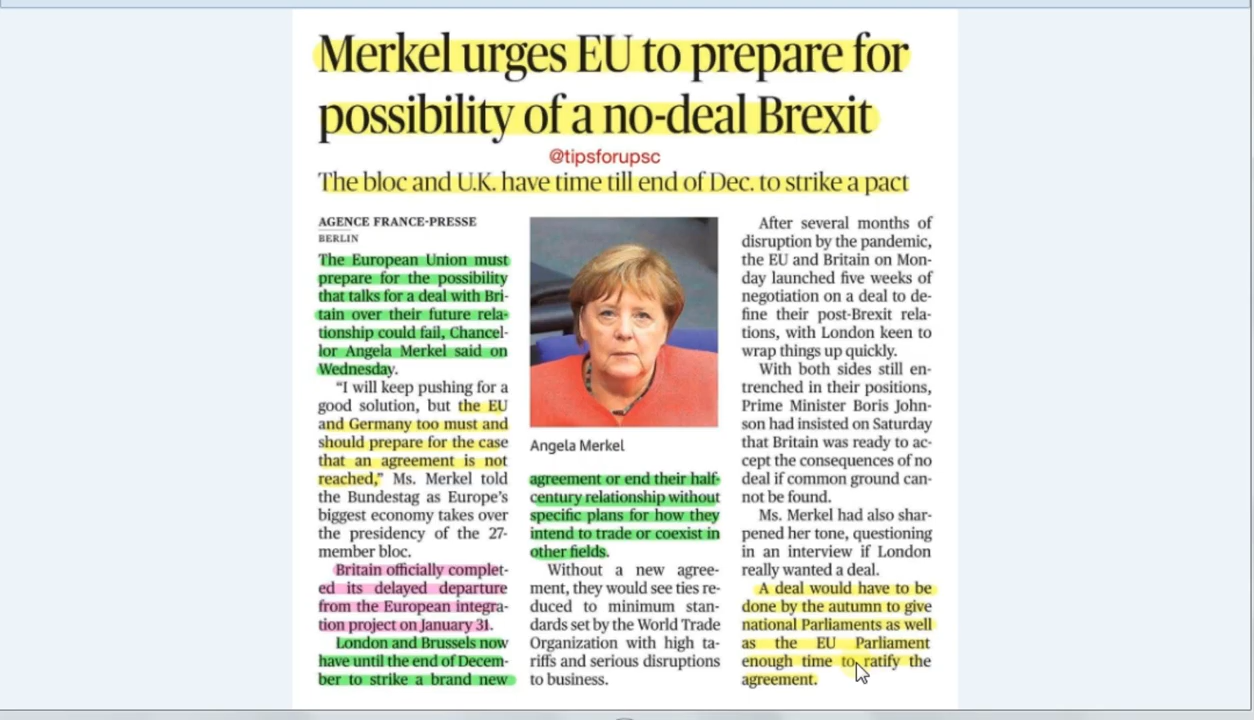 Merkel urges EU to prepare for
possibility of a no-deal Brexit
@tipsforupsc
The bloc and U.K. have time till end of Dec. to strike a pact
AGENCE FRANCE-PRESSE
BERLIN
The European Union must
prepare for the possibility
that talks for a deal with Bri-
tain over their future rela-
tionship could fail, Chancel-
lor Angela Merkel said on
Wednesday.
“I will keep pushing for a
good solution, but the EU
and Germany too must and
should prepare for the case
that an agreement is not
reached,” Ms. Merkel told
the Bundestag as Europe’s
biggest economy takes over
the presidency of the 27-
member bloc.
Britain officially complet-
ed its delayed departure
from the European integra-
tion project on January 31.
London and Brussels now
have until the end of Decem-
ber to strike a brand new
Angela Merkel
agreement or end their half-
century relationship without
specific plans for how they
intend to trade or coexist in
other fields.
Without a new agree-
ment, they would see ties re-
duced to minimum stan-
dards set by the World Trade
Organization with high ta-
riffs and serious disruptions
to business.
After several months of
disruption by the pandemic,
the EU and Britain on Mon-
day launched five weeks of
negotiation on a deal to de-
fine their post-Brexit rela-
tions, with London keen to
wrap things up quickly.
With both sides still en-
trenched in their positions,
Prime Minister Boris John-
son had insisted on Saturday
that Britain was ready to ac-
cept the consequences of no
deal if common ground can-
not be found.
Ms. Merkel had also shar-
pened her tone, questioning
in an interview if London
really wanted a deal.
A deal would have to be
done by the autumn to give
national Parliaments as well
as the EU Parliament
enough time to ratify the
agreement.